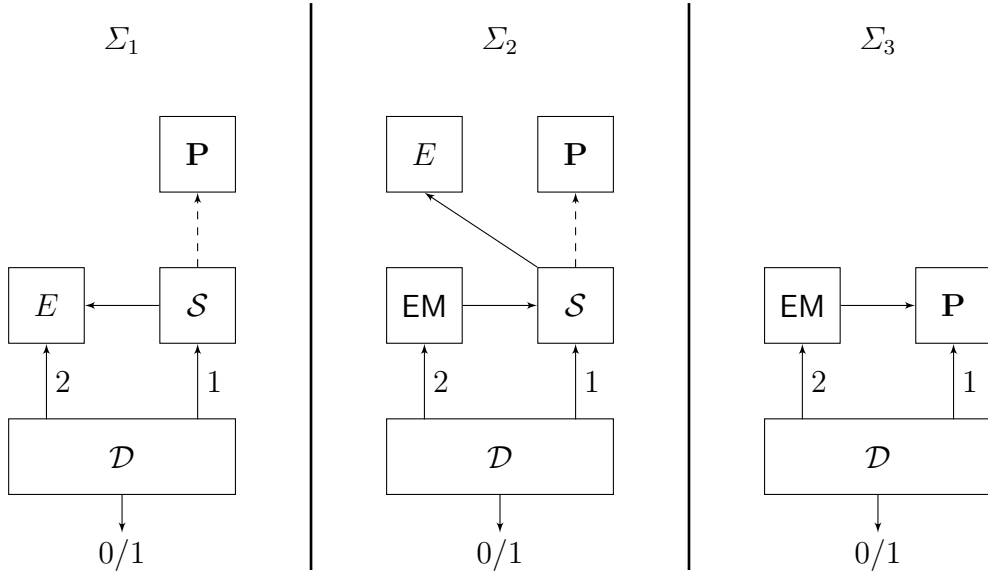 Σ₁ Σ₂ Σ₃
P E P
E S EM S EM P
2 1 2 1 2 1
D D D
0/1 0/1 0/1